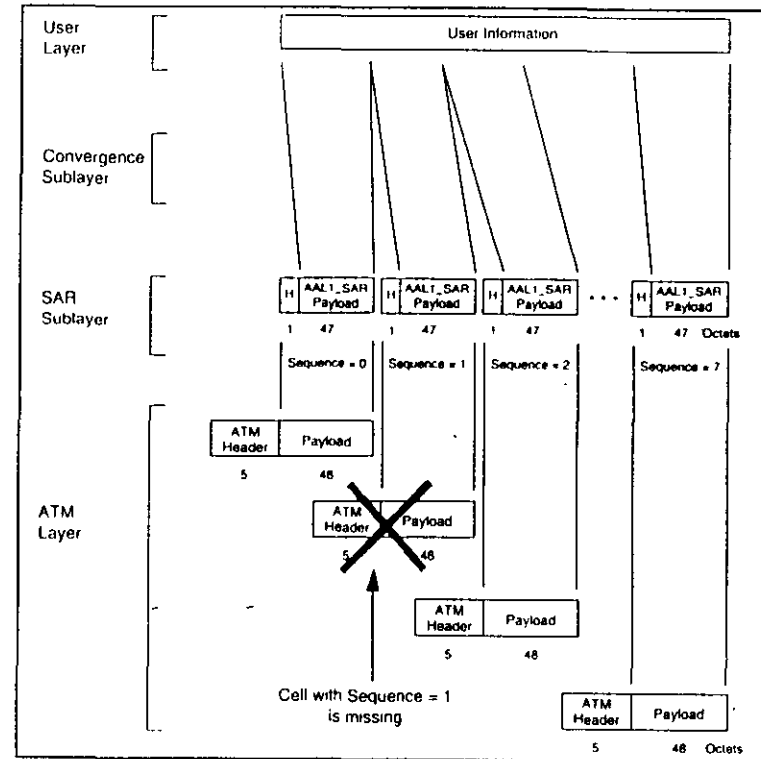 User
Layer
User Information
Convergence
Sublayer
SAR
Sublayer
H AAL1_SAR
Payload
H AAL1_SAR
Payload
H AAL1_SAR
Payload
• • •
H AAL1_SAR
Payload
1 47
1 47
1 47
1 47 Octets
Sequence = 0
Sequence = 1
Sequence = 2
Sequence = 7
ATM
Layer
ATM
Header
Payload
5 48
ATM
Header
Payload
5 48
ATM
Header
Payload
5 48
Cell with Sequence = 1
is missing
ATM
Header
Payload
5 48 Octets